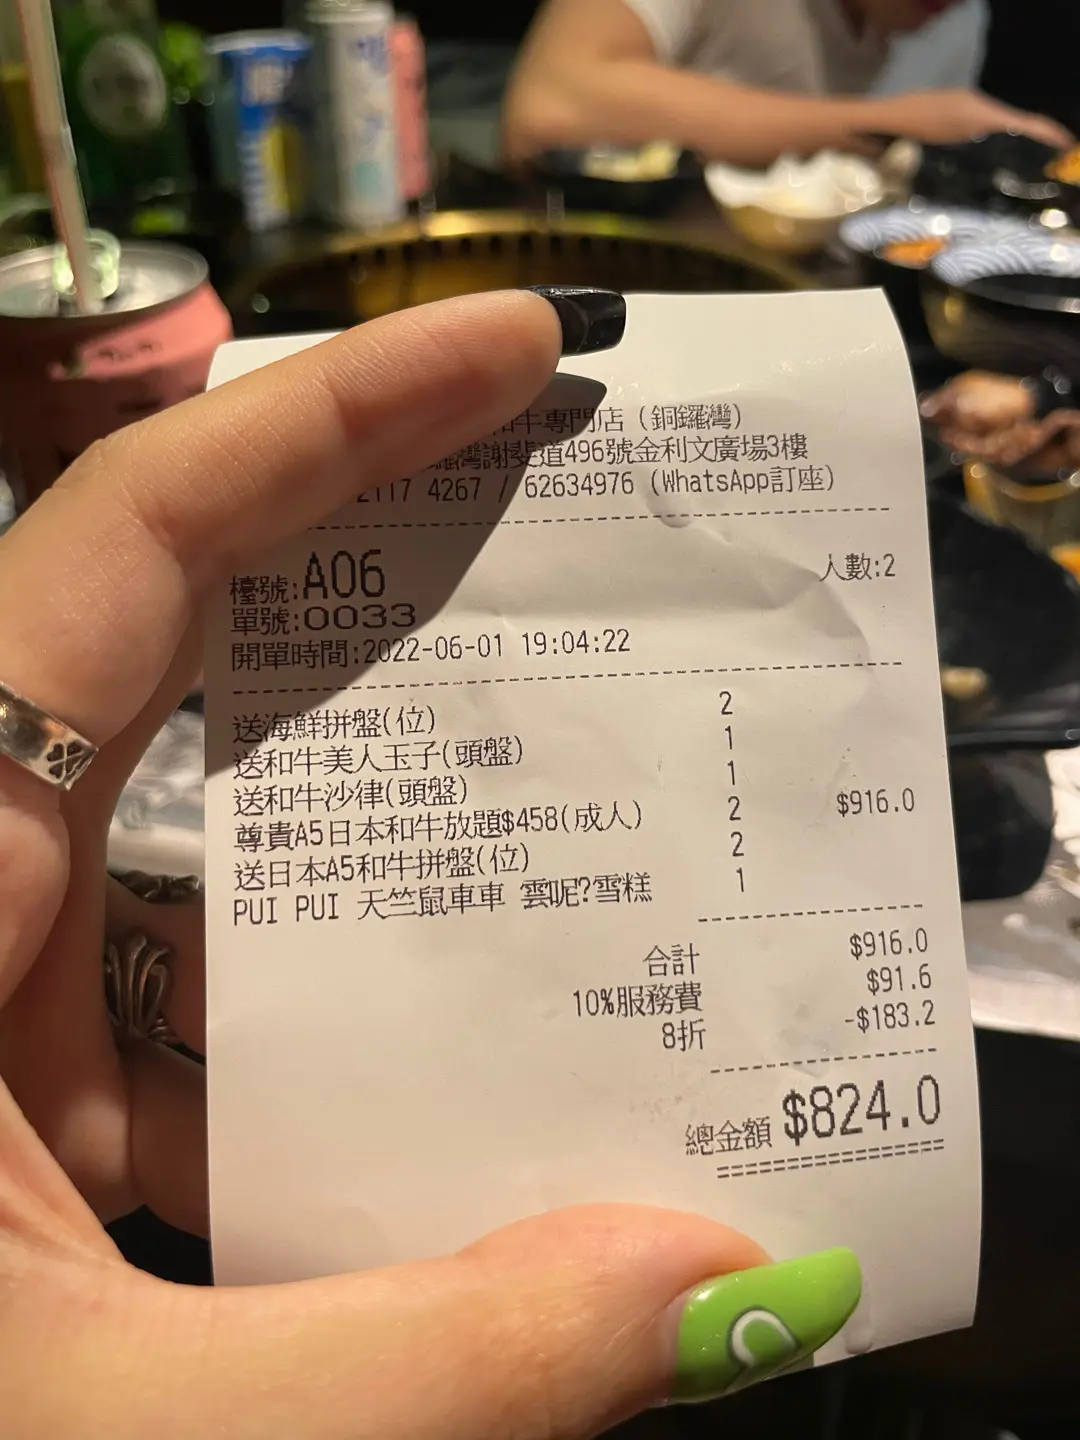 和牛專門店 (銅鑼灣)
鑼灣謝斐道496號金利文廣場3樓
2117 4267 / 62634976 (WhatsApp訂座)
檯號:A06 人數:2
單號:0033
開單時間:2022-06-01 19:04:22
送海鮮拼盤(位) 2
送和牛美人玉子(頭盤) 1
送和牛沙律(頭盤) 1
尊貴A5日本和牛放題$458(成人) 2 $916.0
送日本A5和牛拼盤(位) 2
PUI PUI 天竺鼠車車 雲呢?雪糕 1
合計 $916.0
10%服務費 $91.6
8折 -$183.2
總金額 $824.0